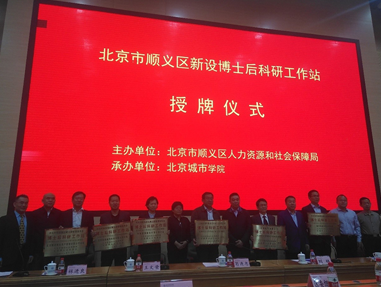 北京市顺义区新设博士后科研工作站
授牌仪式
主办单位：北京市顺义区人力资源和社会保障局
承办单位：北京城市学院